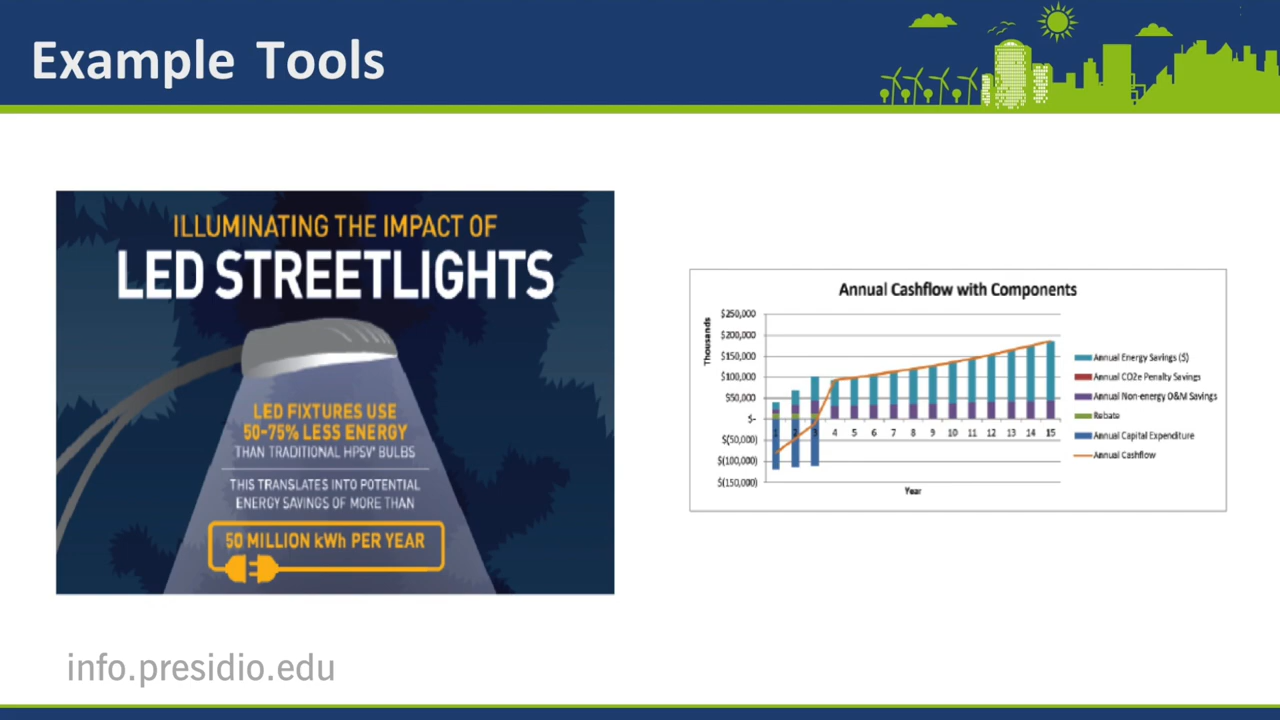 Example Tools
ILLUMINATING THE IMPACT OF
LED STREETLIGHTS
LED FIXTURES USE
50-75% LESS ENERGY
THAN TRADITIONAL HPSV* BULBS
THIS TRANSLATES INTO POTENTIAL
ENERGY SAVINGS OF MORE THAN
50 MILLION kWh PER YEAR
Annual Cashflow with Components
Thousands
$250,000
$200,000
$150,000
$100,000
$50,000
$-
$(50,000)
$(100,000)
$(150,000)
1 2 3 4 5 6 7 8 9 10 11 12 13 14 15
Year
Annual Energy Savings ($)
Annual CO2e Penalty Savings
Annual Non-energy O&M Savings
Rebate
Annual Capital Expenditure
Annual Cashflow
info.presidio.edu